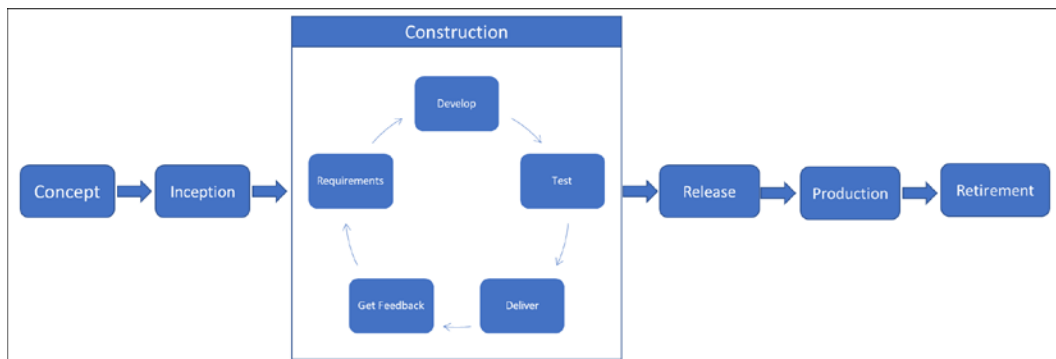 Construction
Develop
Requirements
Test
Get Feedback
Deliver
Concept
Inception
Release
Production
Retirement